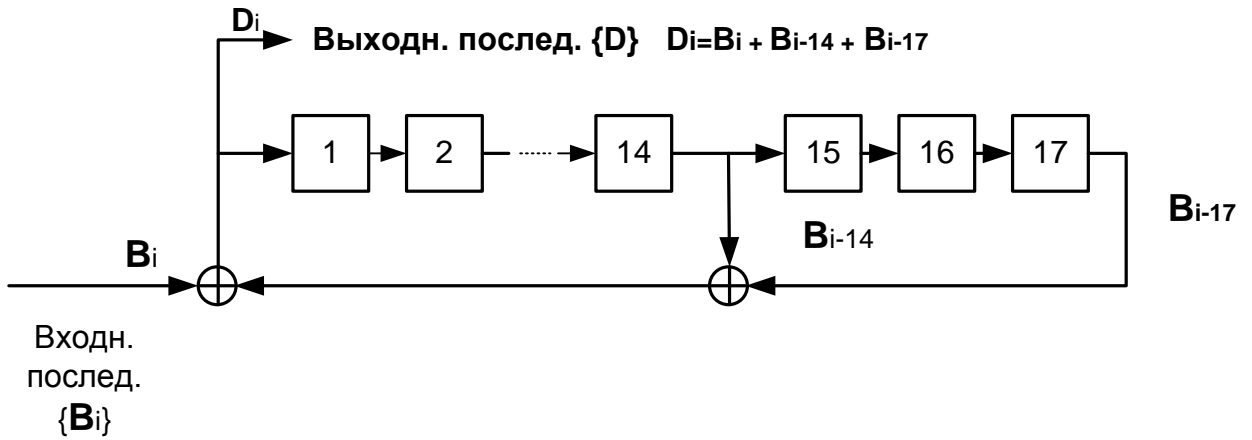 Di
Выходн. послед. {D} Di=Bi + Bi-14 + Bi-17
1 2 14 15 16 17
Bi-17
Bi-14
Bi
Входн.
послед.
{Bi}